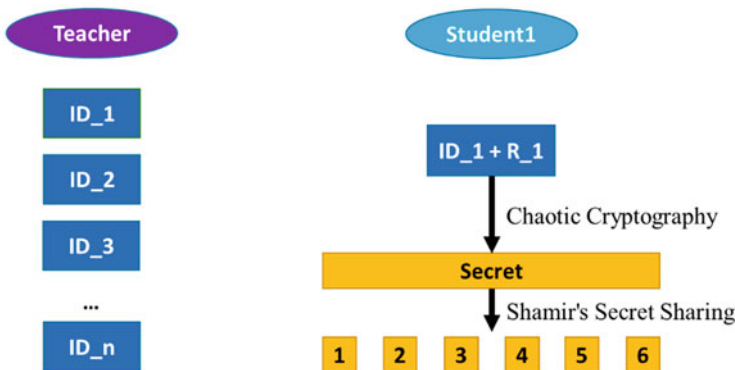 Teacher
Student1
ID_1
ID_2
ID_3
...
ID_n
ID_1 + R_1
Chaotic Cryptography
Secret
Shamir's Secret Sharing
1 2 3 4 5 6